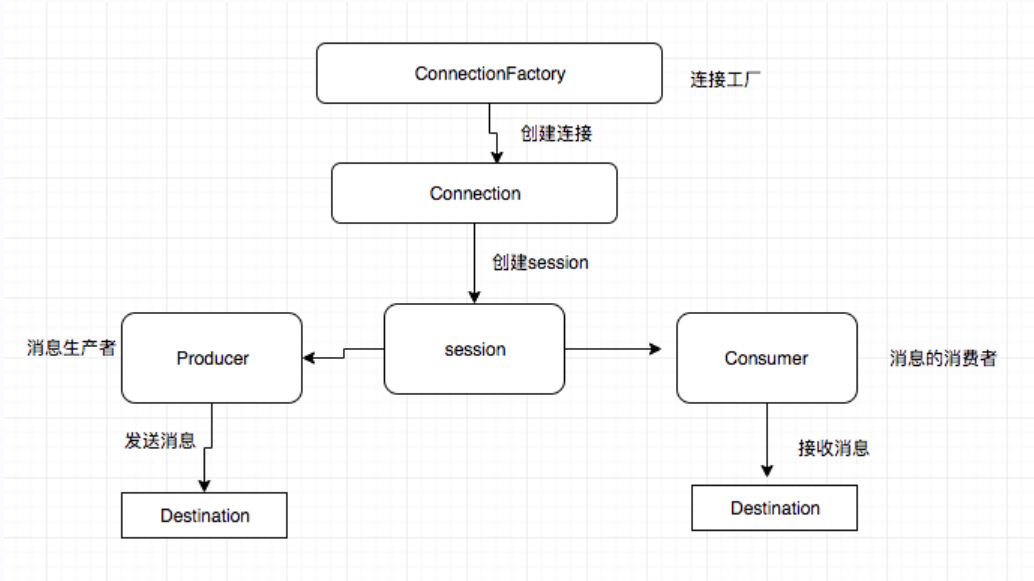 ConnectionFactory
连接工厂
创建连接
Connection
创建session
消息生产者
Producer
session
Consumer
消息的消费者
发送消息
接收消息
Destination
Destination